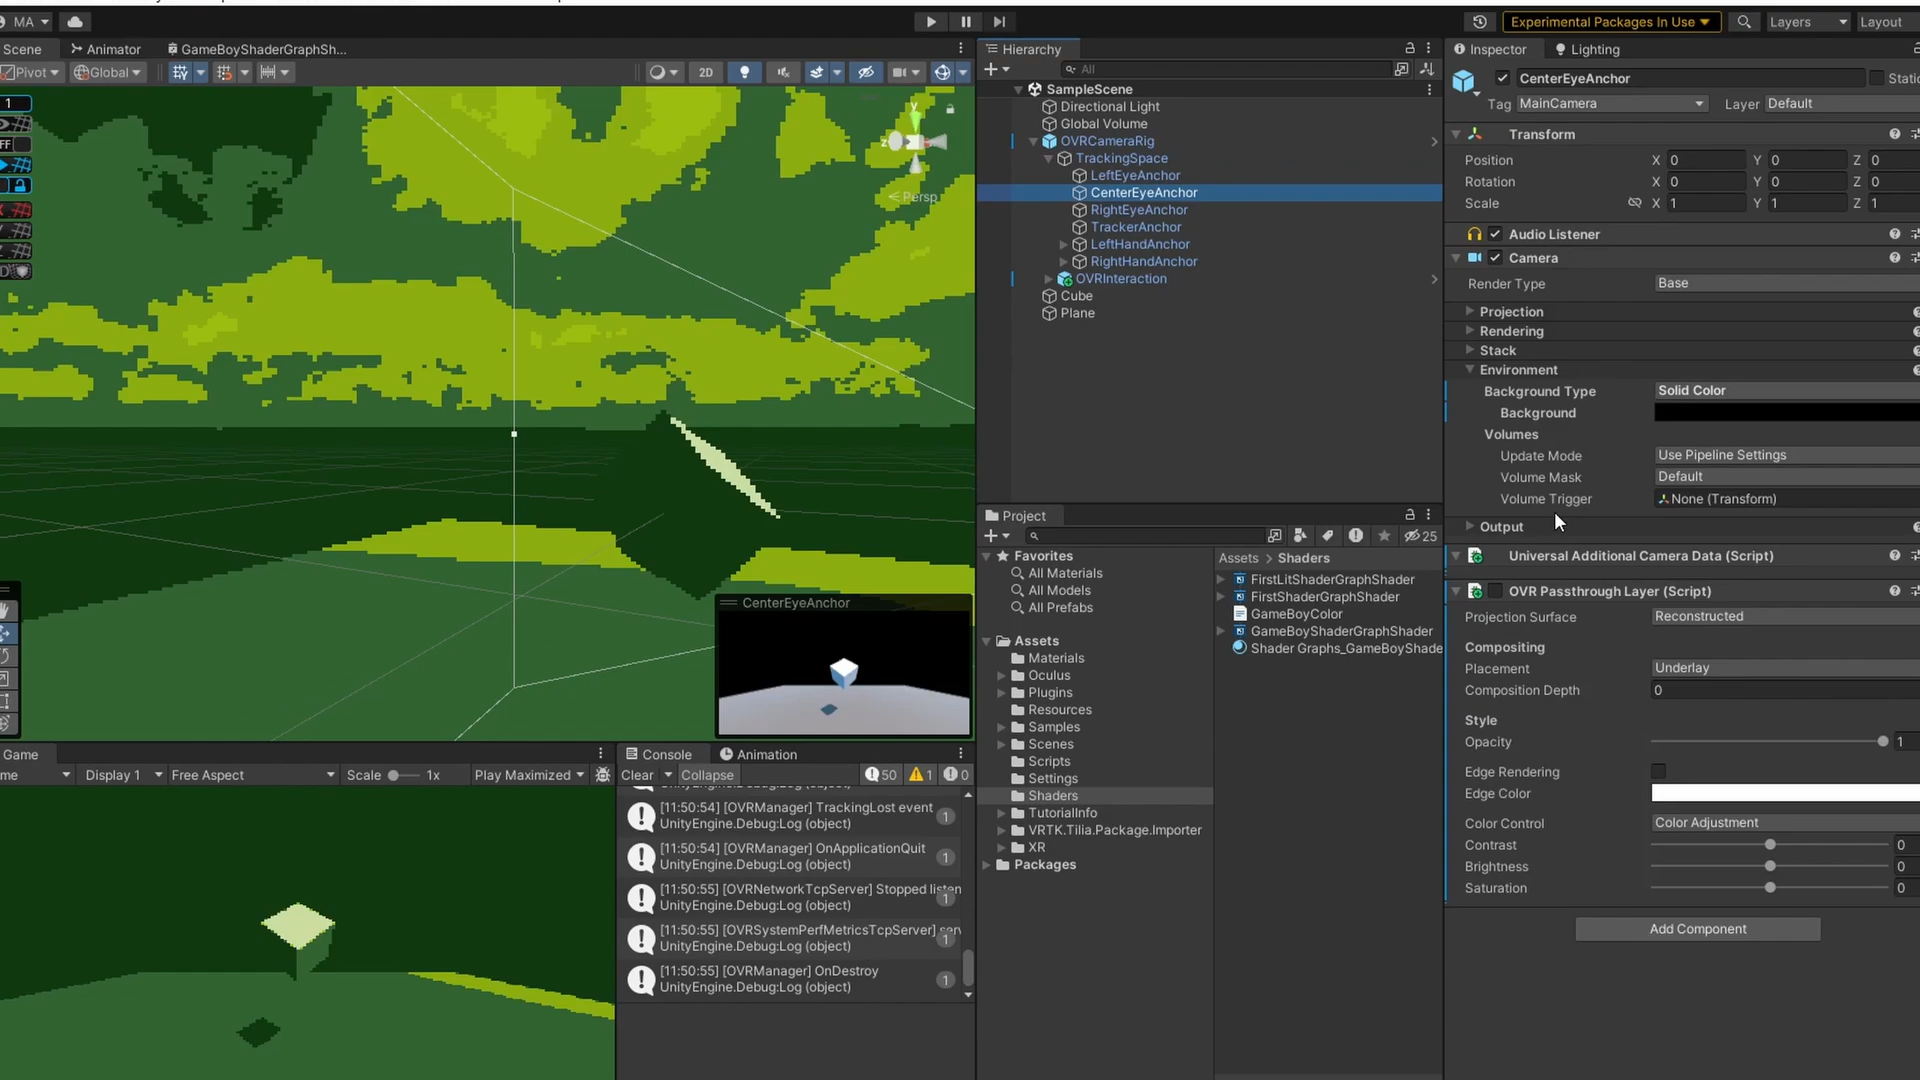 MA
Experimental Packages In Use
Layers
Layout
Scene
Animator
GameBoyShaderGraphSh...
Pivot
Global
2D
1
y
z
Persp
CenterEyeAnchor
Hierarchy
All
SampleScene
Directional Light
Global Volume
OVRCameraRig
TrackingSpace
LeftEyeAnchor
CenterEyeAnchor
RightEyeAnchor
TrackerAnchor
LeftHandAnchor
RightHandAnchor
OVRInteraction
Cube
Plane
Inspector
Lighting
CenterEyeAnchor
Static
Tag MainCamera Layer Default
Transform
Position X 0 Y 0 Z 0
Rotation X 0 Y 0 Z 0
Scale X 1 Y 1 Z 1
Audio Listener
Camera
Render Type Base
Projection
Rendering
Stack
Environment
Background Type Solid Color
Background
Volumes
Update Mode Use Pipeline Settings
Volume Mask Default
Volume Trigger None (Transform)
Output
Universal Additional Camera Data (Script)
OVR Passthrough Layer (Script)
Projection Surface Reconstructed
Compositing
Placement Underlay
Composition Depth 0
Style
Opacity 1
Edge Rendering
Edge Color
Color Control Color Adjustment
Contrast 0
Brightness 0
Saturation 0
Add Component
Project
25
Favorites
All Materials
All Models
All Prefabs
Assets
Materials
Oculus
Plugins
Resources
Samples
Scenes
Scripts
Settings
Shaders
TutorialInfo
VRTK.Tilia.Package.Importer
XR
Packages
Assets > Shaders
FirstLitShaderGraphShader
FirstShaderGraphShader
GameBoyColor
GameBoyShaderGraphShader
Shader Graphs_GameBoyShade
Game
me Display 1 Free Aspect Scale 1x Play Maximized
Console
Animation
Clear Collapse 50 1 0
[11:50:54] [OVRManager] TrackingLost event
UnityEngine.Debug:Log (object)
1
[11:50:54] [OVRManager] OnApplicationQuit
UnityEngine.Debug:Log (object)
1
[11:50:55] [OVRNetworkTcpServer] Stopped listen
UnityEngine.Debug:Log (object)
1
[11:50:55] [OVRSystemPerfMetricsTcpServer] serv
UnityEngine.Debug:Log (object)
1
[11:50:55] [OVRManager] OnDestroy
UnityEngine.Debug:Log (object)
1